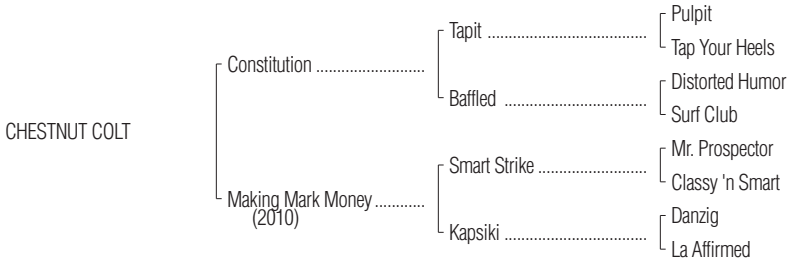 CHESTNUT COLT
Constitution ..........................
Making Mark Money ............
(2010)
Tapit ......................................
Baffled ..................................
Smart Strike ..........................
Kapsiki ..................................
Pulpit
Tap Your Heels
Distorted Humor
Surf Club
Mr. Prospector
Classy 'n Smart
Danzig
La Affirmed